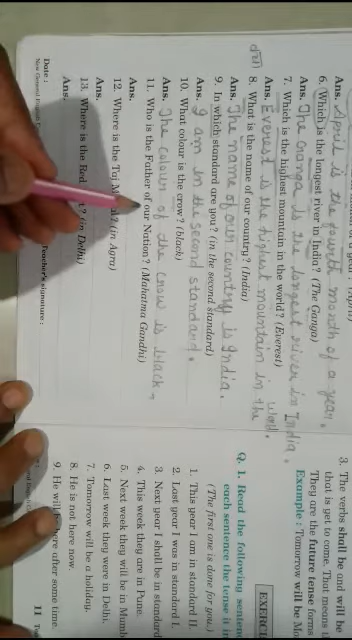 Ans. April is the fourth month of a year.
6. Which is the longest river in India? (The Ganga)
Ans. The Ganga is the longest river in India.
7. Which is the highest mountain in the world? (Everest)
Ans. Everest is the highest mountain in the world.
8. What is the name of our country? (India)
Ans. The name of our country is India.
9. In which standard are you? (in the second standard)
Ans. I am in the second standard.
10. What colour is the crow? (black)
Ans. The colour of the crow is black.
11. Who is the Father of our Nation? (Mahatma Gandhi)
Ans.
12. Where is the Taj (in Agra)
Ans.
13. Where is the Red (in Delhi)
Ans.
Date : Teacher's signature :
3. The verbs shall be and will be
that is yet to come. That means
They are the future tense forms
Example : Tomorrow will be
Q. 1. Read the following
each sentence the tense it is
(The first one is done for you.)
1. This year I am in standard II.
2. Last year I was in standard I.
3. Next year I shall be in standard
4. This week they are in Pune.
5. Next week they will be in
6. Last week they were in Delhi.
7. Tomorrow will be a holiday.
8. He is not here now.
9. He will here after some time.
11